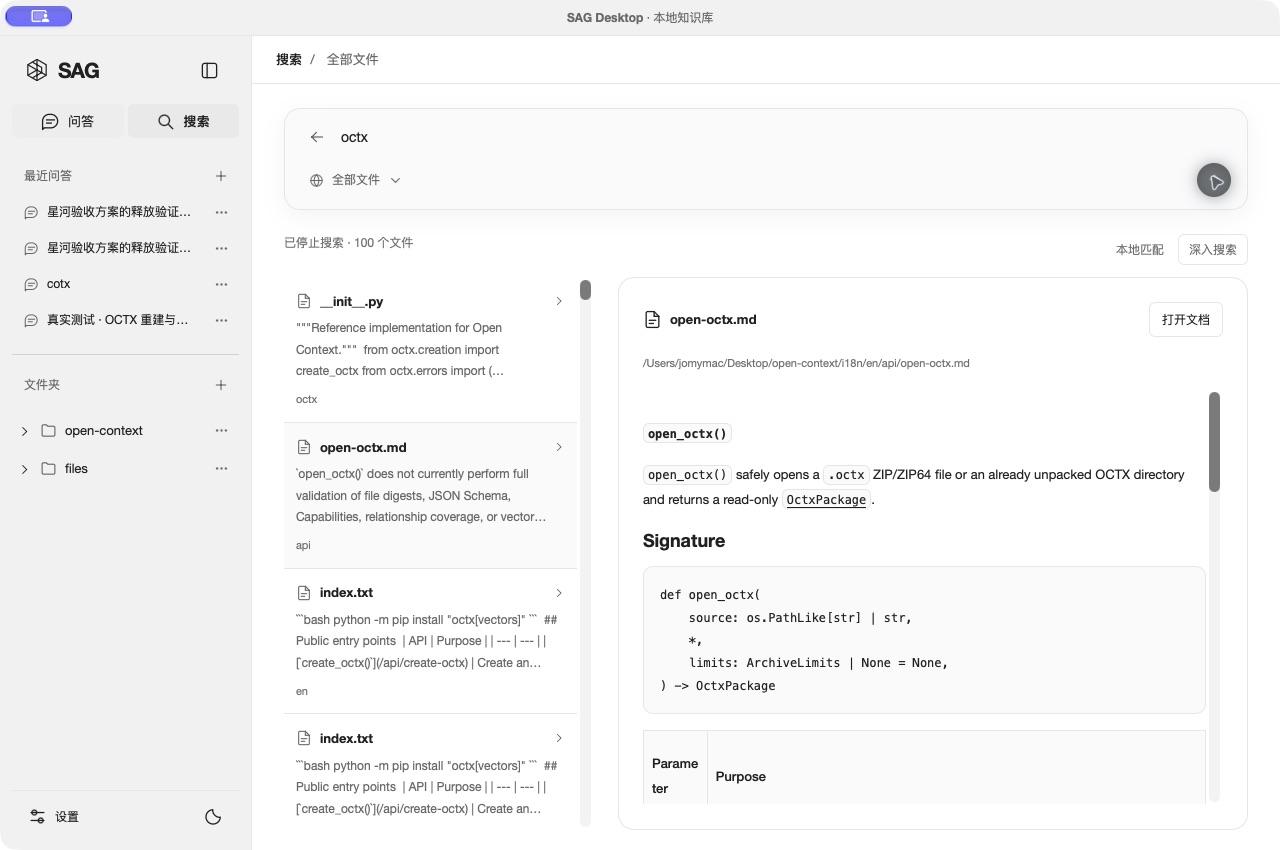 SAG Desktop · 本地知识库
SAG
问答
搜索
最近问答
星河验收方案的释放验证...
星河验收方案的释放验证...
cotx
真实测试 · OCTX 重建与...
文件夹
open-context
files
设置
搜索 / 全部文件
octx
全部文件
已停止搜索 · 100 个文件
本地匹配
深入搜索
__init__.py
"""Reference implementation for Open
Context.""" from octx.creation import
create_octx from octx.errors import (...
octx
open-octx.md
`open_octx()` does not currently perform full
validation of file digests, JSON Schema,
Capabilities, relationship coverage, or vector...
api
index.txt
```bash python -m pip install "octx[vectors]" ``` ##
Public entry points | API | Purpose | | --- | --- | |
[`create_octx()`](/api/create-octx) | Create an...
en
index.txt
```bash python -m pip install "octx[vectors]" ``` ##
Public entry points | API | Purpose | | --- | --- | |
[`create_octx()`](/api/create-octx) | Create an...
open-octx.md
打开文档
/Users/jomymac/Desktop/open-context/i18n/en/api/open-octx.md
open_octx()
open_octx() safely opens a .octx ZIP/ZIP64 file or an already unpacked OCTX directory
and returns a read-only OctxPackage.
Signature
def open_octx(
source: os.PathLike[str] | str,
*,
limits: ArchiveLimits | None = None,
) -> OctxPackage
Parame
ter
Purpose